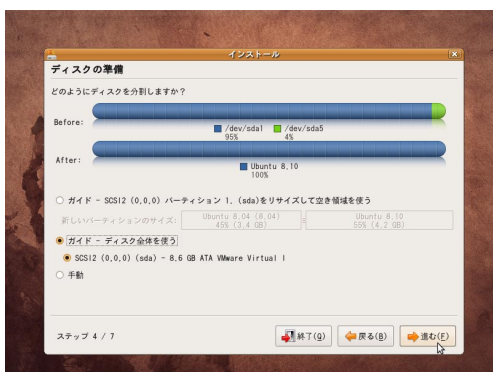 インストール
ディスクの準備
どのようにディスクを分割しますか？
Before:
/dev/sda1 /dev/sda5
95% 4%
After:
Ubuntu 8.10
100%
ガイド - SCSI2 (0,0,0) パーティション 1, (sda)をリサイズして空き領域を使う
新しいパーティションのサイズ:
Ubuntu 8.04 (8.04) Ubuntu 8.10
45% (3.4 GB) 55% (4.2 GB)
ガイド - ディスク全体を使う
SCSI2 (0,0,0) (sda) - 8.6 GB ATA VMware Virtual I
手動
ステップ 4 / 7
終了(Q) 戻る(B) 進む(F)